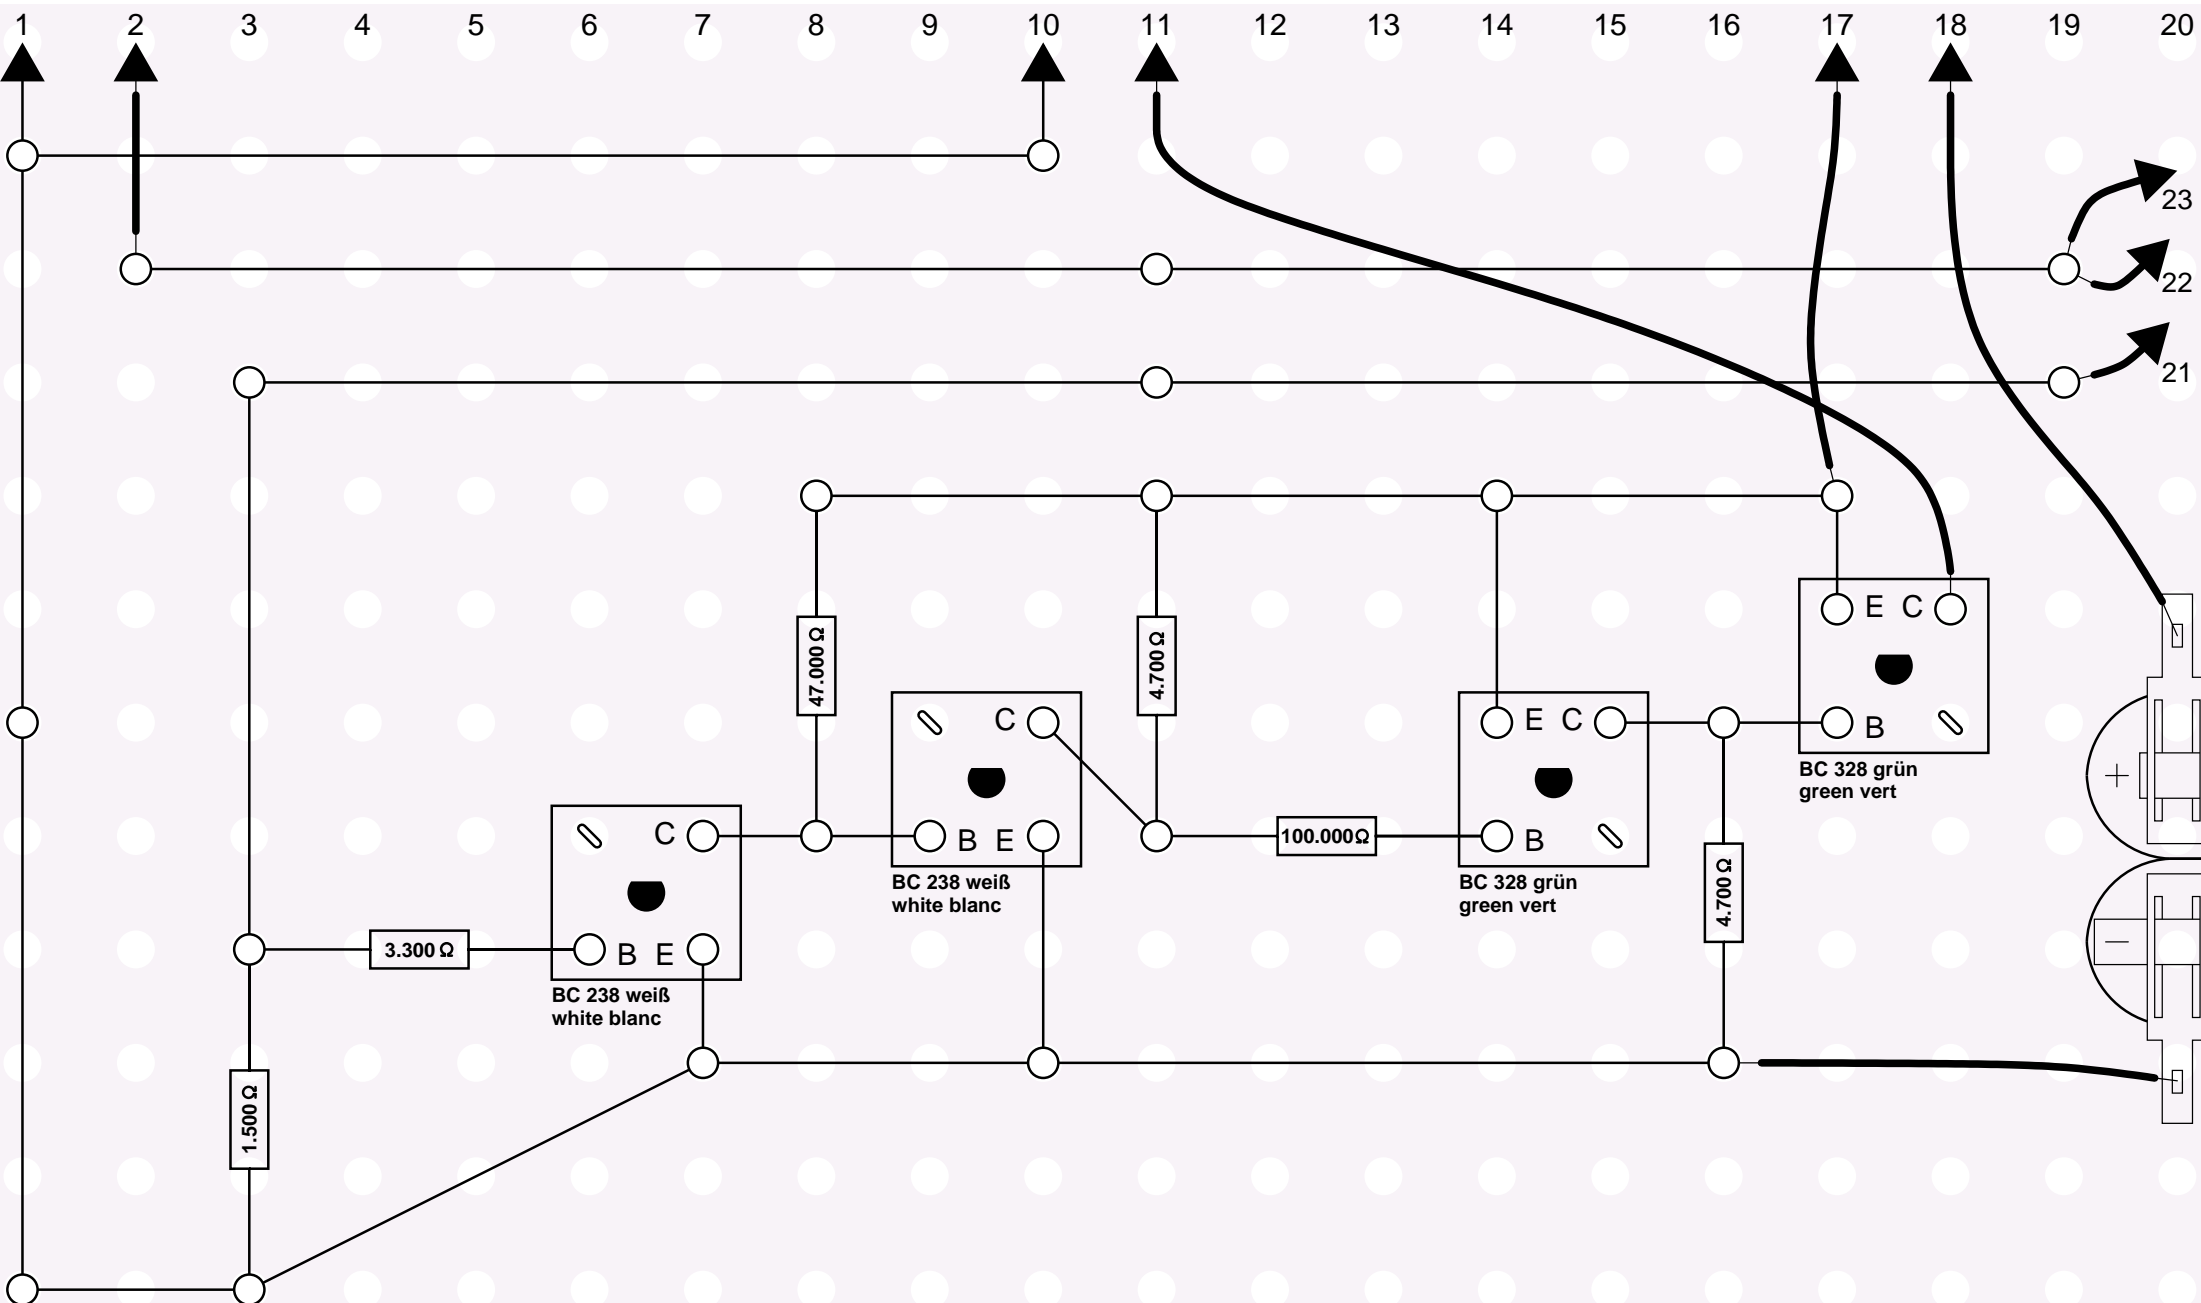 1 2 3 4 5 6 7 8 9 10 11 12 13 14 15 16 17 18 19 20
23
22
21
E C
47.000 Ω
4.700 Ω
C
E C
B
BC 328 grün
green vert
C
B E
100.000Ω
B
BC 238 weiß
white blanc
BC 328 grün
green vert
4.700 Ω
+
−
3.300 Ω
B E
BC 238 weiß
white blanc
1.500 Ω